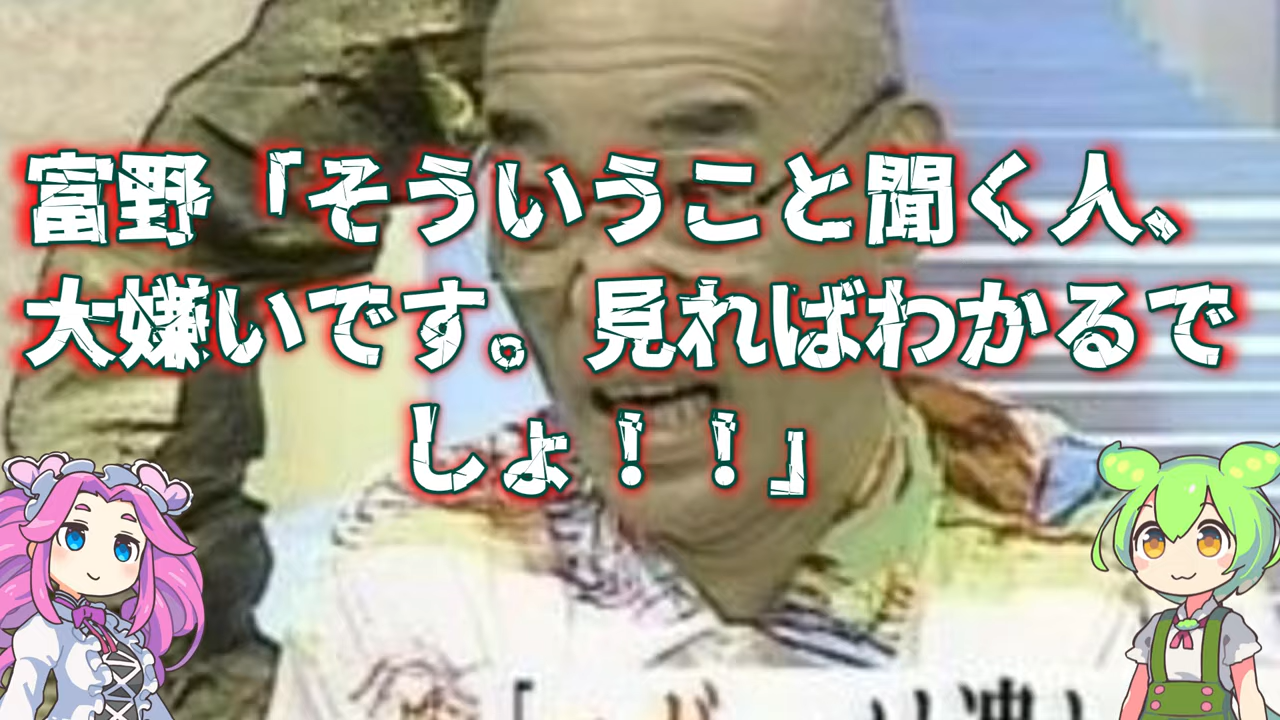 富野「そういうこと聞く人、
大嫌いです。見ればわかるで
しょ！！」